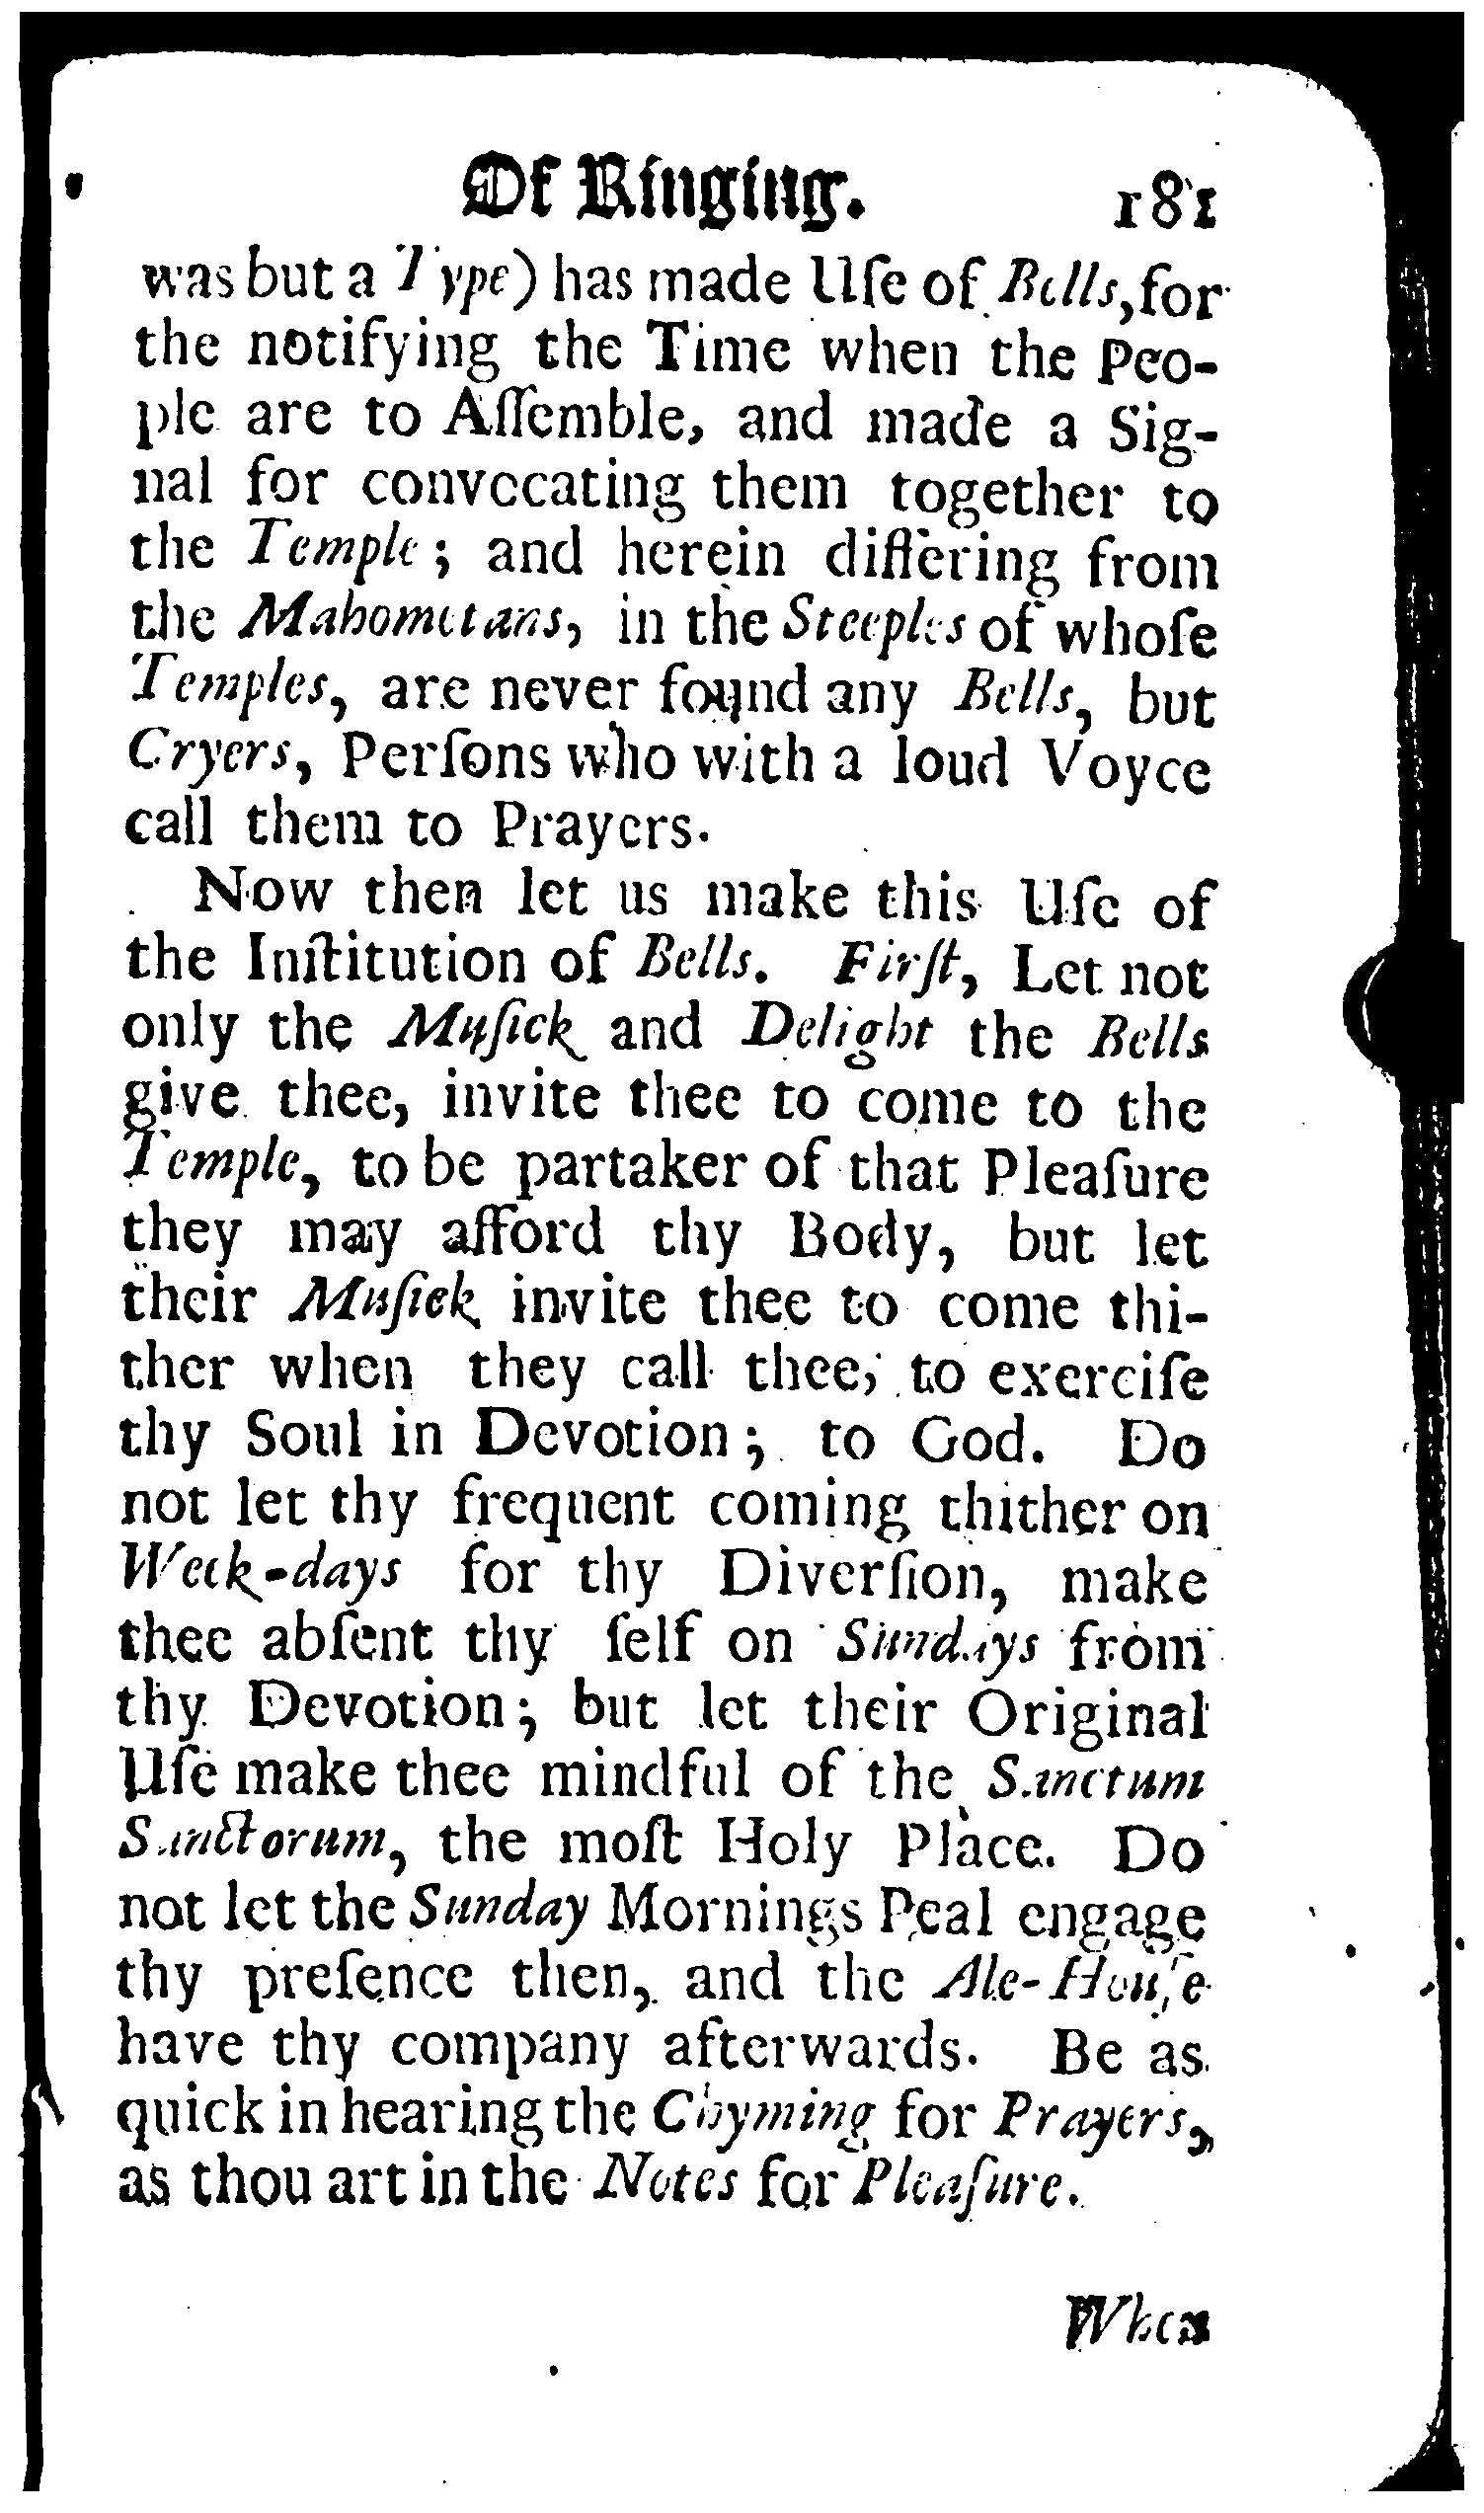 Of Ringing. 181
was but a Type) has made Uſe of Bells, for
the notifying the Time when the Peo-
ple are to Aſſemble, and made a Sig-
nal for convocating them together to
the Temple; and herein differing from
the Mahometans, in the Steeples of whoſe
Temples, are never found any Bells, but
Cryers, Perſons who with a loud Voyce
call them to Prayers.
Now then let us make this Uſe of
the Inſtitution of Bells. Firſt, Let not
only the Muſick and Delight the Bells
give thee, invite thee to come to the
Temple, to be partaker of that Pleaſure
they may afford thy Body, but let
their Muſick invite thee to come thi-
ther when they call thee, to exerciſe
thy Soul in Devotion; to God. Do
not let thy frequent coming thither on
Week-days for thy Diverſion, make
thee abſent thy ſelf on Sundays from
thy Devotion; but let their Original
Uſe make thee mindful of the Sanctum
Sanctorum, the moſt Holy Place. Do
not let the Sunday Mornings Peal engage
thy preſence then, and the Ale-Houſe
have thy company afterwards. Be as
quick in hearing the Chyming for Prayers,
as thou art in the Notes for Pleaſure.
When